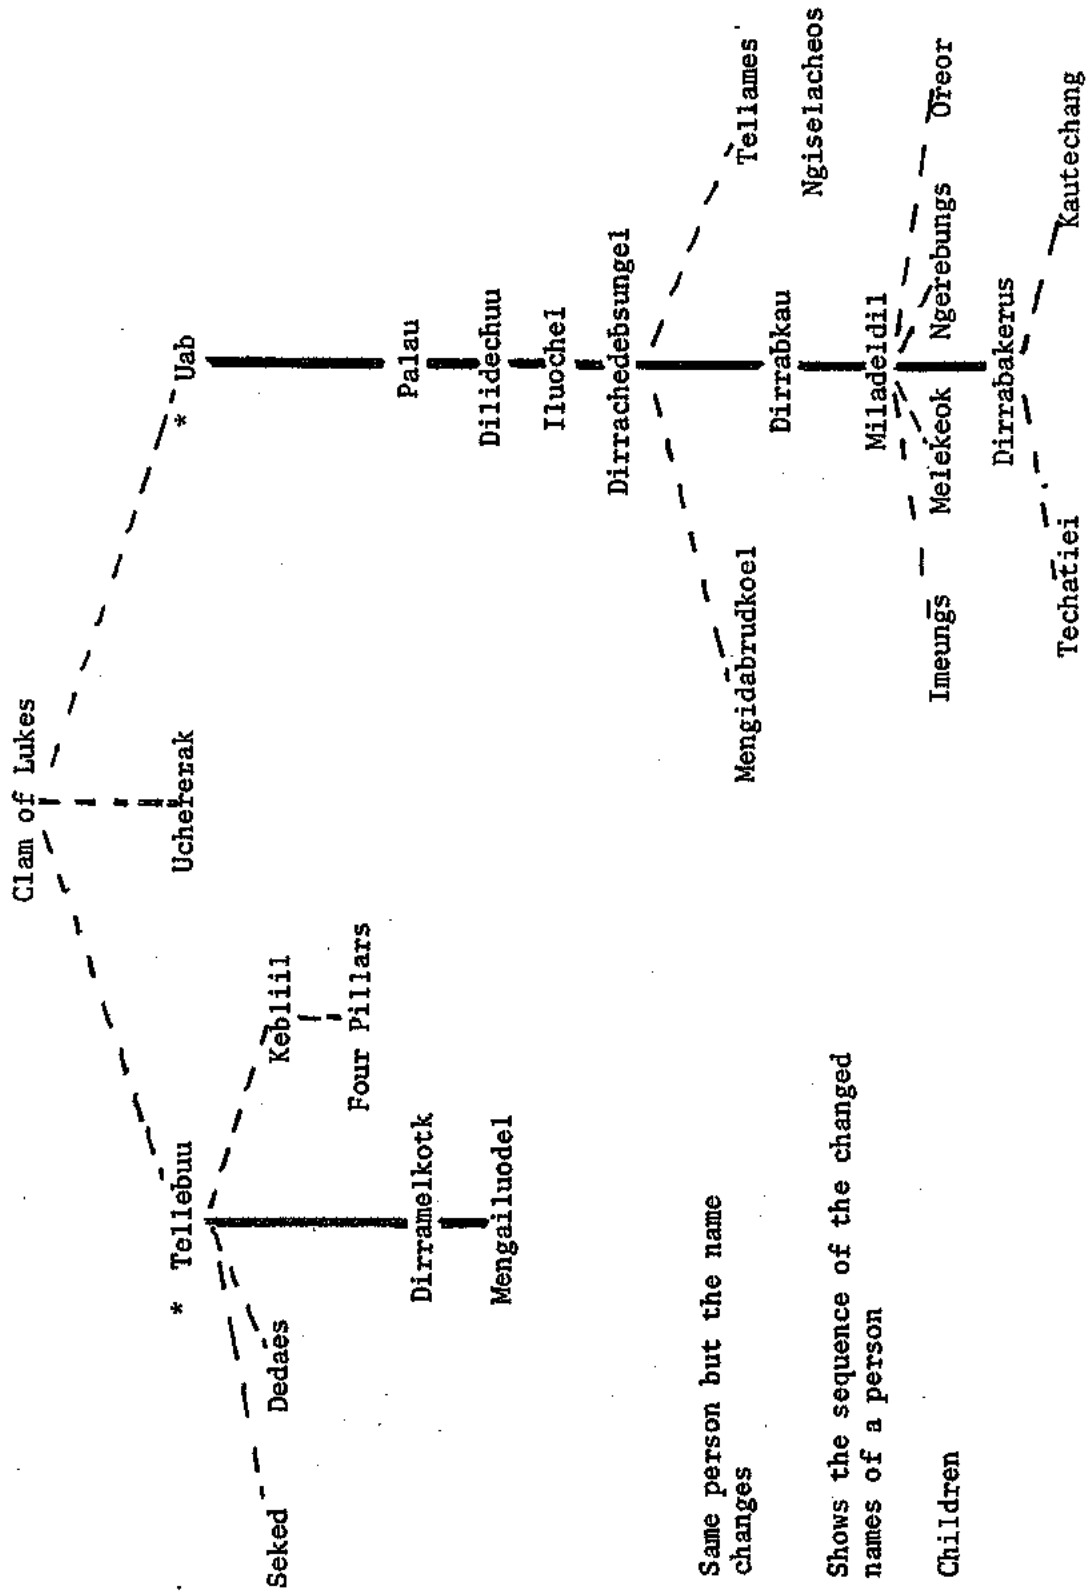 Clam of Lukes
* Tellebuu
Uchererak
* Uab
Seked
Dedaes
Kebliil
Four Pillars
Dirramelkotk
Mengailuodel
Palau
Dilidechuu
Iluochel
Dirrachedebsungel
Mengidabrudkoel
Tellames
Ngiselacheos
Dirrabkau
Miladeldil
Imeungs
Melekeok
Ngerebungs
Oreor
Dirrabakerus
Techatiei
Kautechang
Same person but the name
changes
Shows the sequence of the changed
names of a person
Children